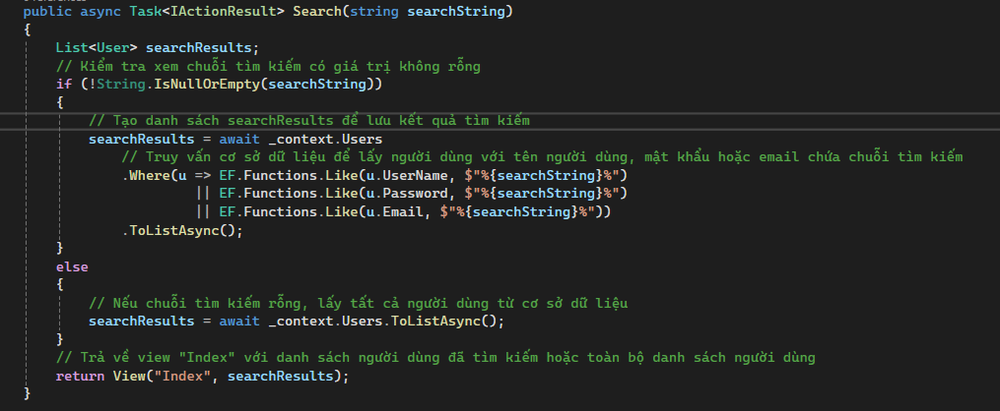 public async Task<IActionResult> Search(string searchString)
{
List<User> searchResults;
// Kiểm tra xem chuỗi tìm kiếm có giá trị không rỗng
if (!String.IsNullOrEmpty(searchString))
{
// Tạo danh sách searchResults để lưu kết quả tìm kiếm
searchResults = await _context.Users
// Truy vấn cơ sở dữ liệu để lấy người dùng với tên người dùng, mật khẩu hoặc email chứa chuỗi tìm kiếm
.Where(u => EF.Functions.Like(u.UserName, $"%{searchString}%")
|| EF.Functions.Like(u.Password, $"%{searchString}%")
|| EF.Functions.Like(u.Email, $"%{searchString}%"))
.ToListAsync();
}
else
{
// Nếu chuỗi tìm kiếm rỗng, lấy tất cả người dùng từ cơ sở dữ liệu
searchResults = await _context.Users.ToListAsync();
}
// Trả về view "Index" với danh sách người dùng đã tìm kiếm hoặc toàn bộ danh sách người dùng
return View("Index", searchResults);
}